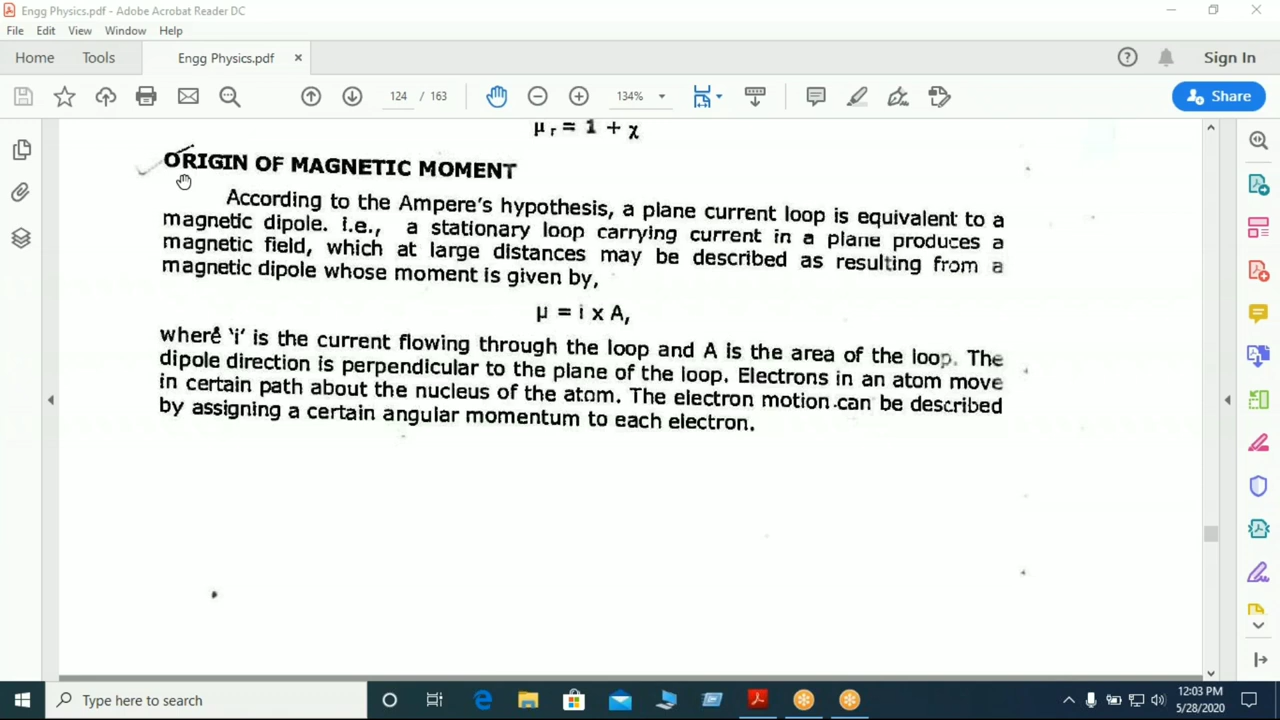 Engg Physics.pdf - Adobe Acrobat Reader DC
File Edit View Window Help
Home Tools Engg Physics.pdf × Sign In
124 / 163 134% Share
μr = 1 + χ
ORIGIN OF MAGNETIC MOMENT
According to the Ampere's hypothesis, a plane current loop is equivalent to a
magnetic dipole. i.e., a stationary loop carrying current in a plane produces a
magnetic field, which at large distances may be described as resulting from a
magnetic dipole whose moment is given by,
μ = i x A,
where 'i' is the current flowing through the loop and A is the area of the loop. The
dipole direction is perpendicular to the plane of the loop. Electrons in an atom move
in certain path about the nucleus of the atom. The electron motion can be described
by assigning a certain angular momentum to each electron.
Type here to search
12:03 PM
5/28/2020